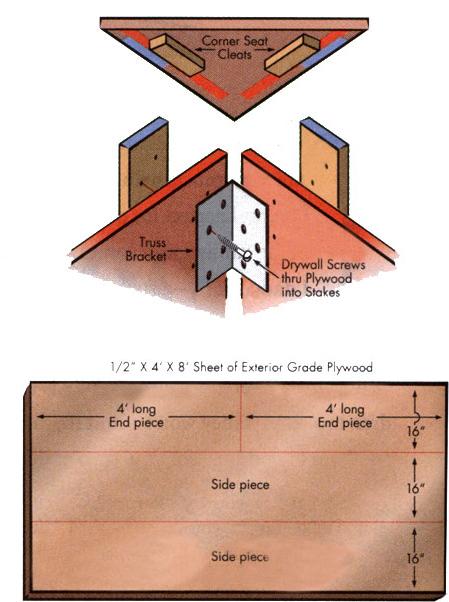 Corner Seat
Cleats
Truss
Bracket
Drywall Screws
thru Plywood
into Stakes
1/2" X 4' X 8' Sheet of Exterior Grade Plywood
4' long
End piece
4' long
End piece
16"
Side piece
16"
Side piece
16"